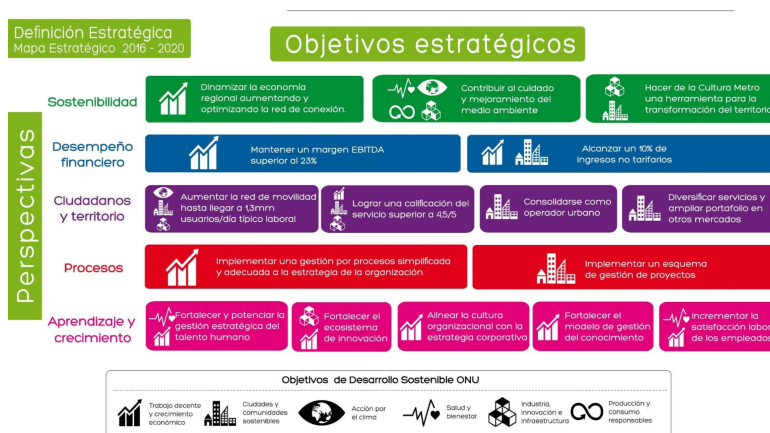 Definición Estratégica
Mapa Estratégico 2016 - 2020
Objetivos estratégicos
Perspectivas
Sostenibilidad
Dinamizar la economía
regional aumentando y
optimizando la red de conexión.
Contribuir al cuidado
y mejoramiento del
medio ambiente
Hacer de la Cultura Metro
una herramienta para la
transformación del territorio
Desempeño
financiero
Mantener un margen EBITDA
superior al 23%
Alcanzar un 10% de
ingresos no tarifarios
Ciudadanos
y territorio
Aumentar la red de movilidad
hasta llegar a 1,3mm
usuarios/día típico laboral
Lograr una calificación del
servicio superior a 4,5/5
Consolidarse como
operador urbano
Diversificar servicios y
ampliar portafolio en
otros mercados
Procesos
Implementar una gestión por procesos simplificada
y adecuada a la estrategia de la organización
Implementar un esquema
de gestión de proyectos
Aprendizaje y
crecimiento
Fortalecer y potenciar la
gestión estratégica del
talento humano
Fortalecer el
ecosistema
de innovación
Alinear la cultura
organizacional con la
estrategia corporativa
Fortalecer el
modelo de gestión
del conocimiento
Incrementar la
satisfacción labo
de los empleados
Objetivos de Desarrollo Sostenible ONU
Trabajo decente
y crecimiento
económico
Ciudades y
comunidades
sostenibles
Acción por
el clima
Salud y
bienestar
Industria,
innovación e
infraestructura
Producción y
consumo
responsables